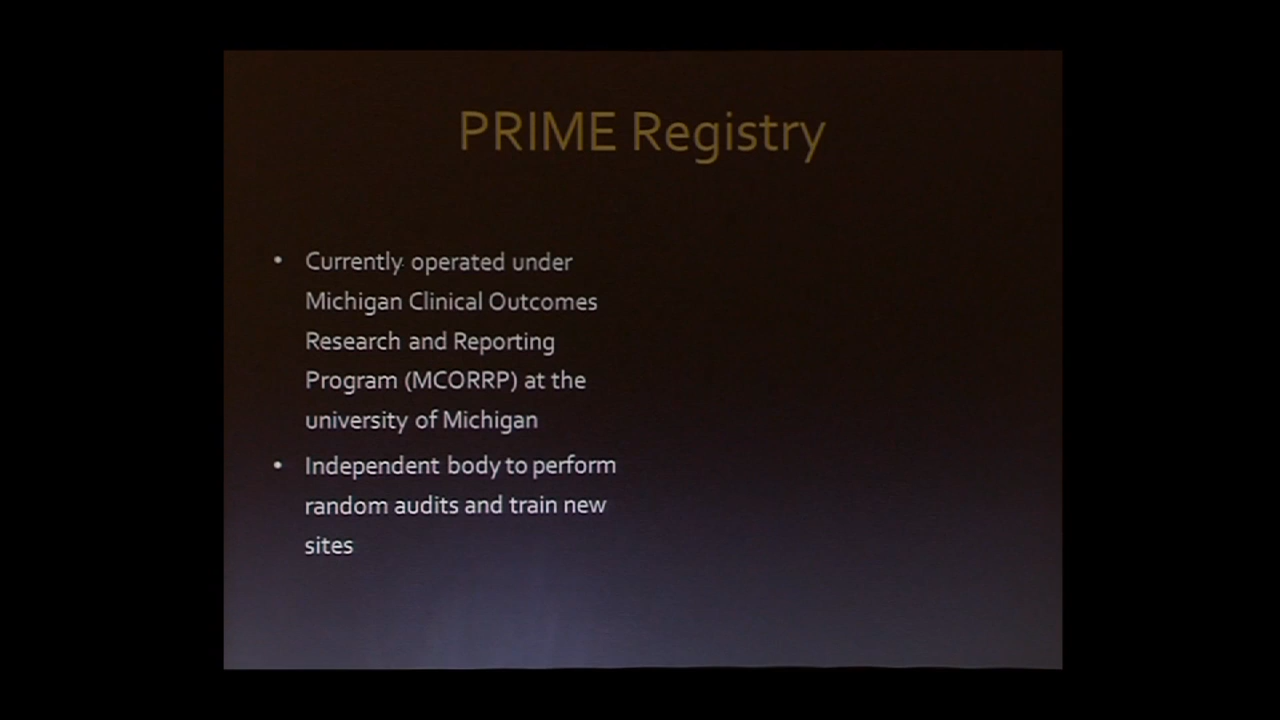 PRIME Registry
• Currently operated under
Michigan Clinical Outcomes
Research and Reporting
Program (MCORRP) at the
university of Michigan
• Independent body to perform
random audits and train new
sites